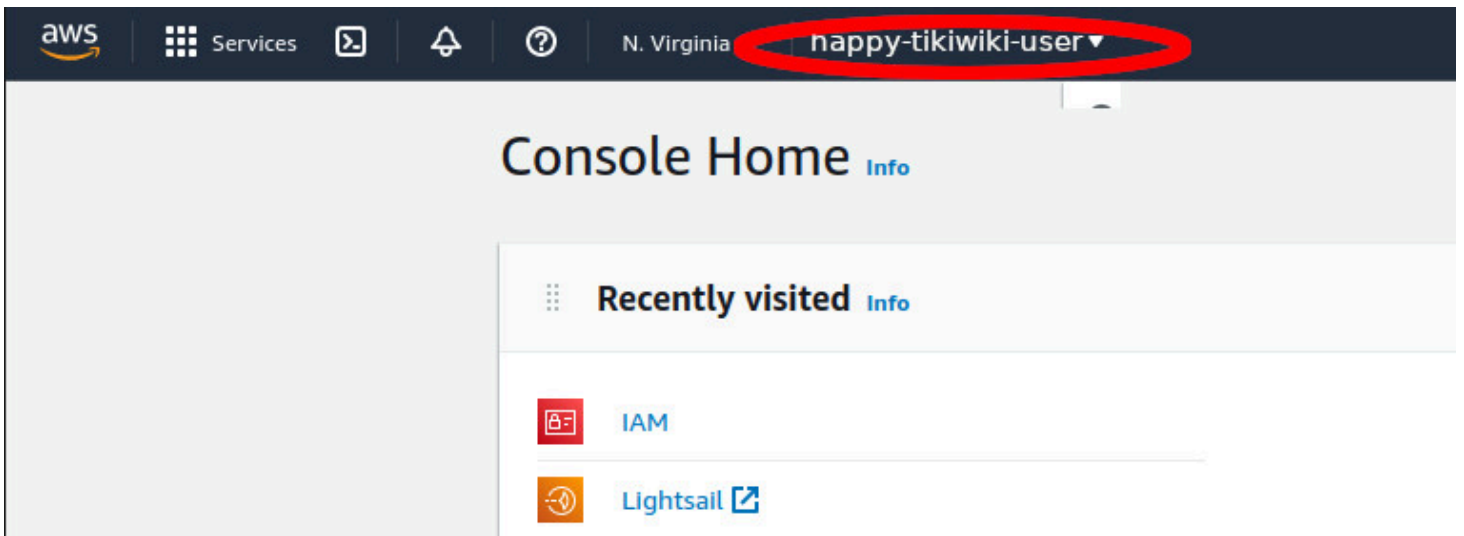 aws Services N. Virginia happy-tikiwiki-user
Console Home Info
Recently visited Info
IAM
Lightsail